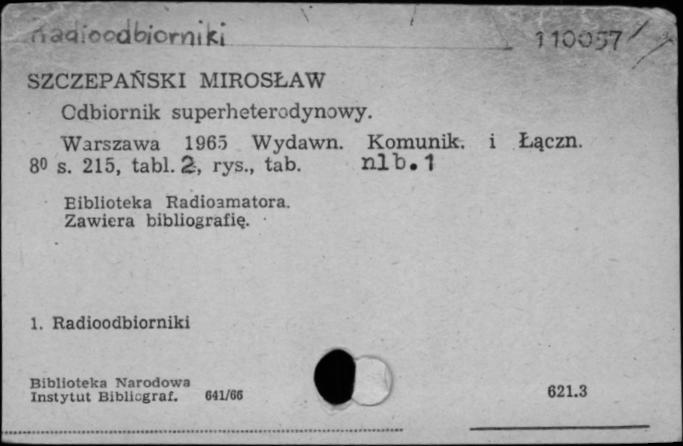 Radioodbiorniki 110057
SZCZEPAŃSKI MIROSŁAW
Odbiornik superheterodynowy.
Warszawa 1965 Wydawn. Komunik. i Łączn.
8⁰ s. 215, tabl. 2, rys., tab. nlb. 1
Biblioteka Radioamatora.
Zawiera bibliografię.
1. Radioodbiorniki
Biblioteka Narodowa
Instytut Bibliograf. 641/66 621.3